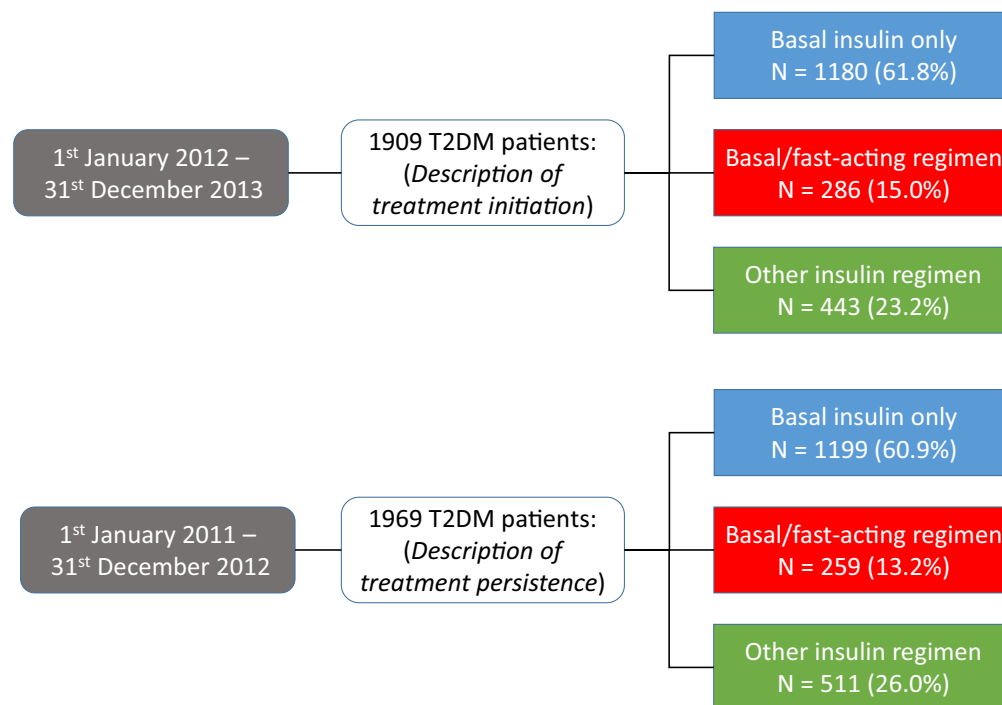 1st January 2012 –
31st December 2013
1909 T2DM patients:
(Description of
treatment initiation)
Basal insulin only
N = 1180 (61.8%)
Basal/fast-acting regimen
N = 286 (15.0%)
Other insulin regimen
N = 443 (23.2%)
1st January 2011 –
31st December 2012
1969 T2DM patients:
(Description of
treatment persistence)
Basal insulin only
N = 1199 (60.9%)
Basal/fast-acting regimen
N = 259 (13.2%)
Other insulin regimen
N = 511 (26.0%)